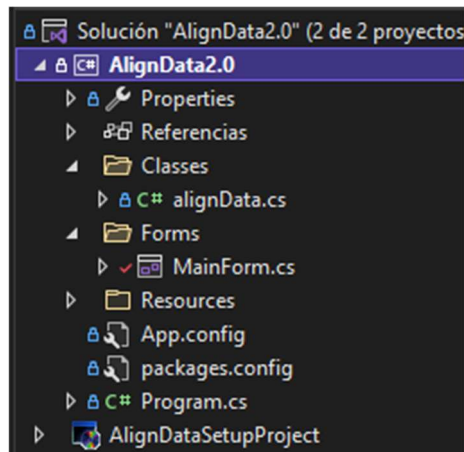 Solución "AlignData2.0" (2 de 2 proyectos
C# AlignData2.0
Properties
Referencias
Classes
C# alignData.cs
Forms
MainForm.cs
Resources
App.config
packages.config
C# Program.cs
AlignDataSetupProject